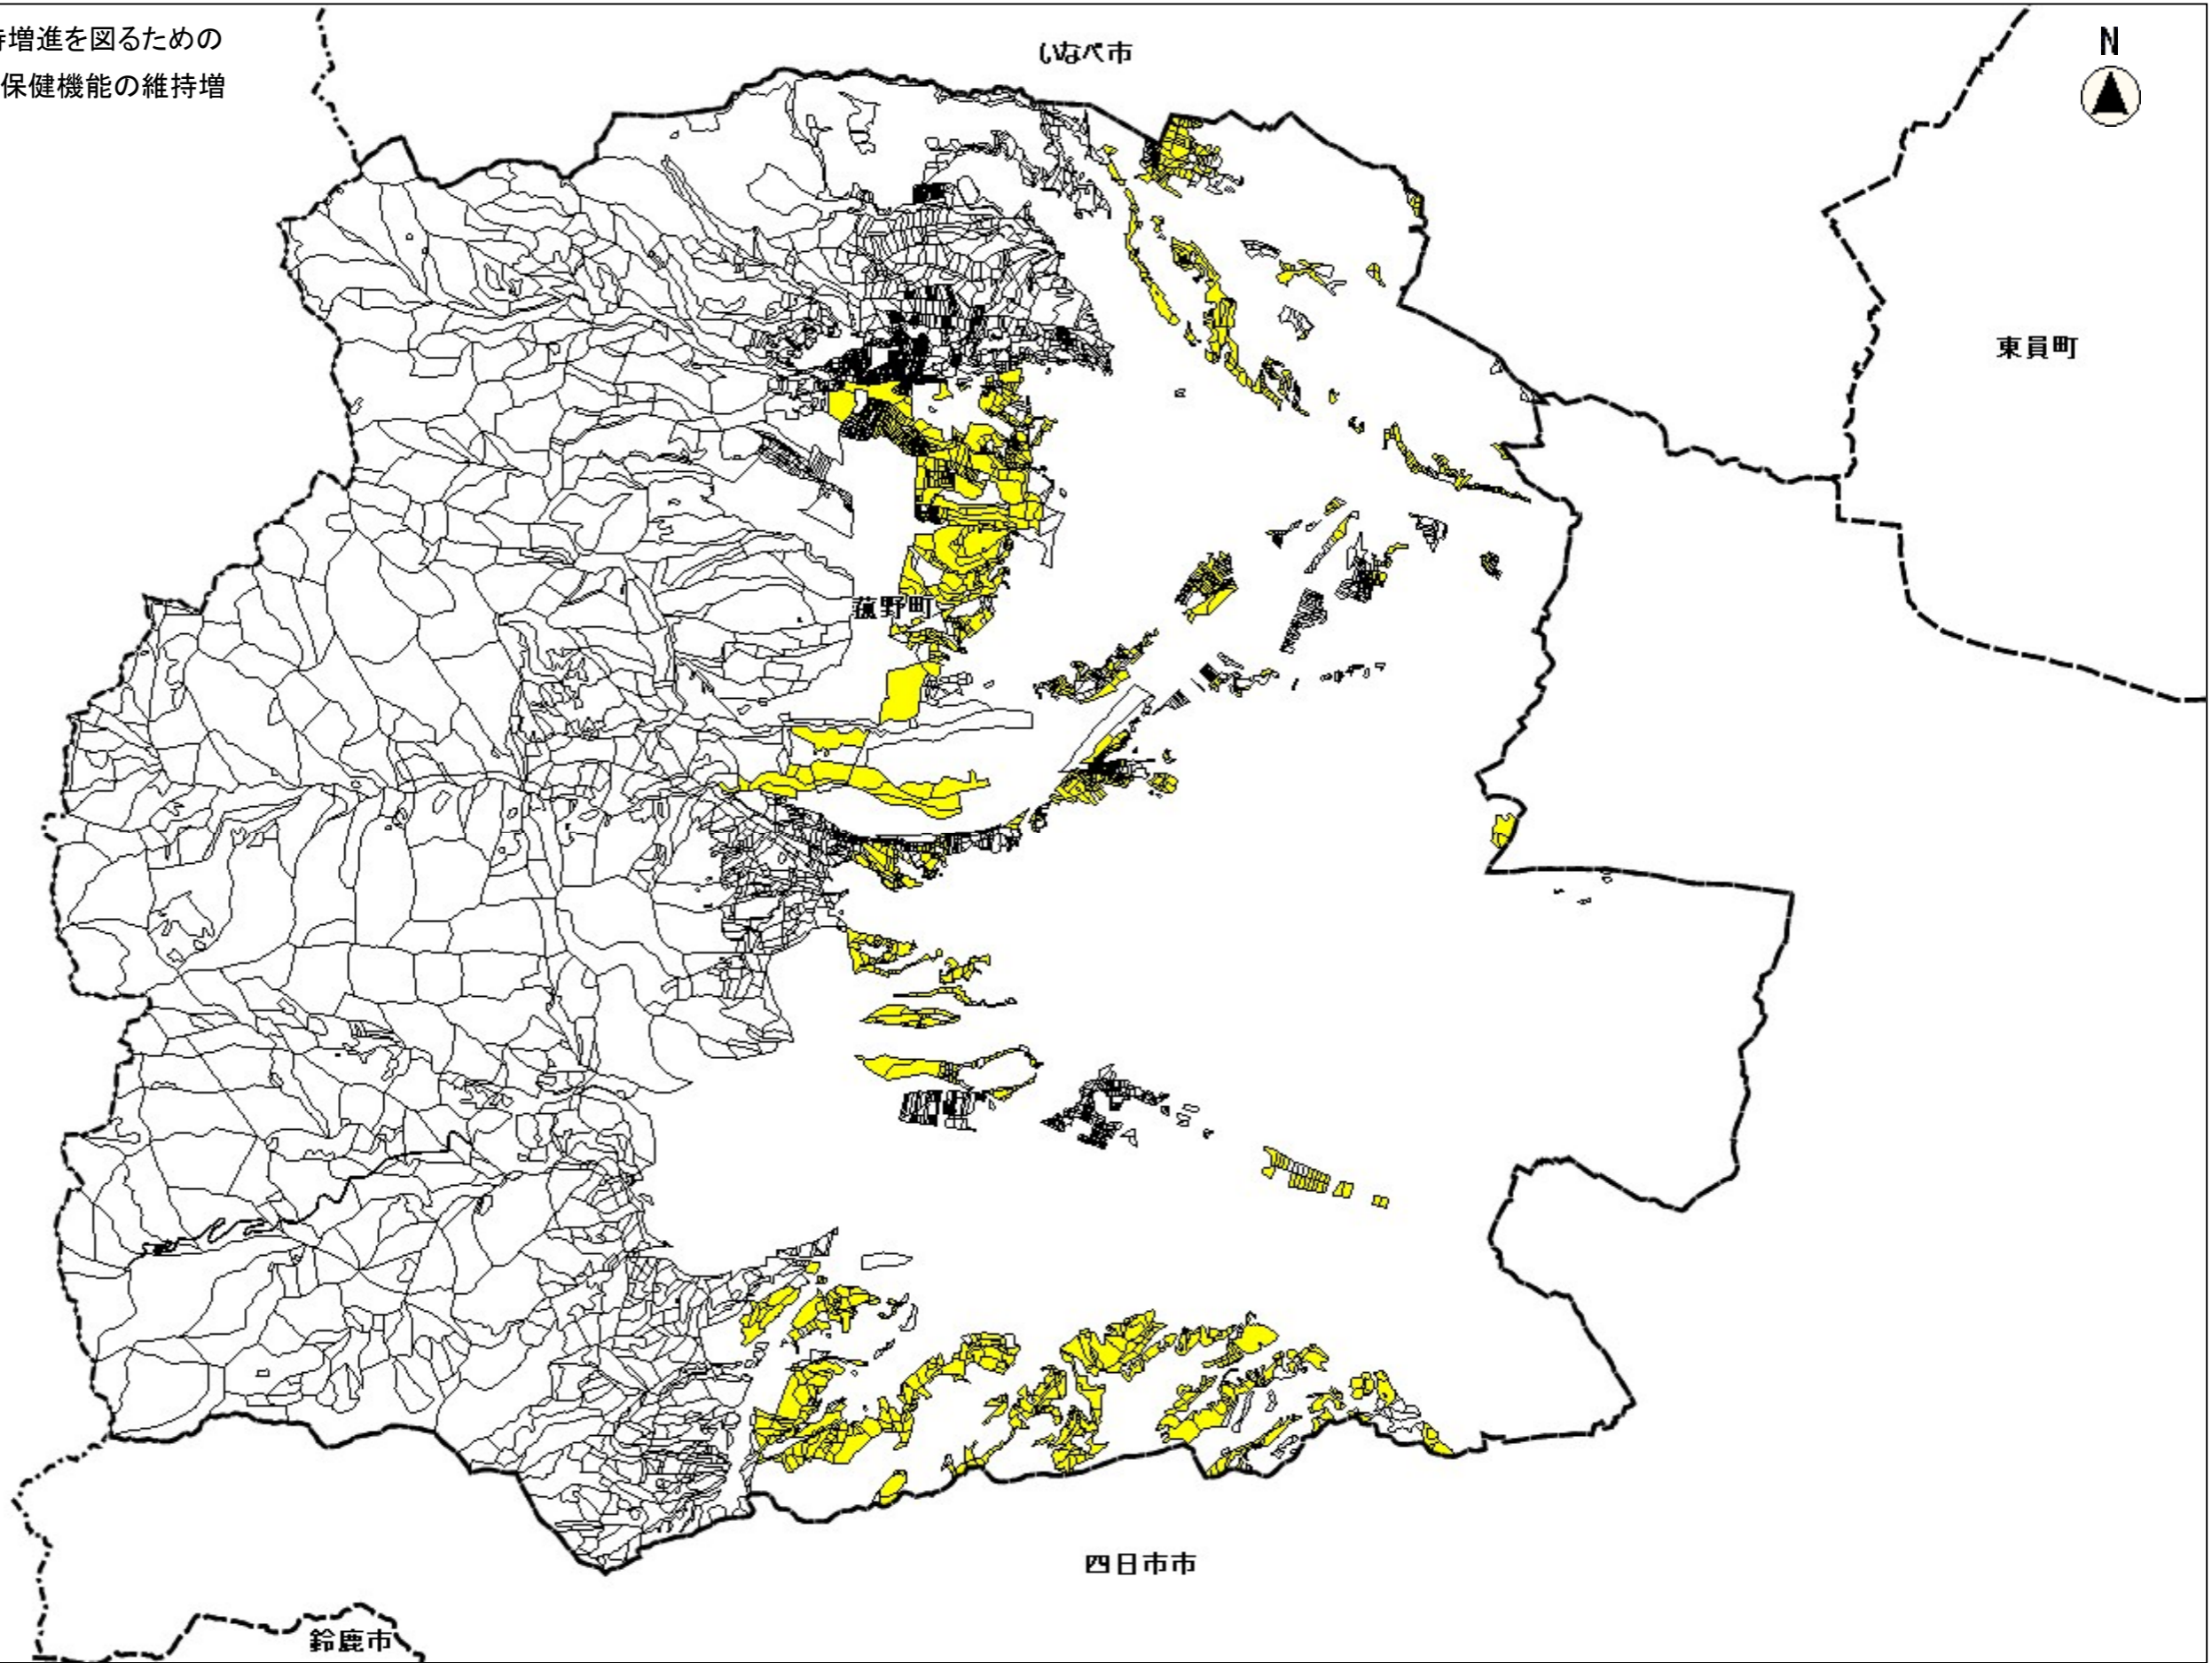 持増進を図るための
保健機能の維持増
いなべ市
N
東員町
菰野町
四日市市
鈴鹿市